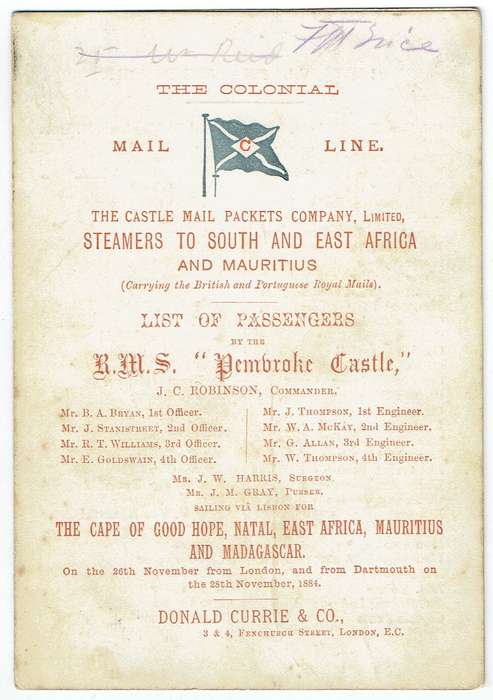 THE COLONIAL
MAIL C LINE.
THE CASTLE MAIL PACKETS COMPANY, LIMITED,
STEAMERS TO SOUTH AND EAST AFRICA
AND MAURITIUS
(Carrying the British and Portuguese Royal Mails).
LIST OF PASSENGERS
BY THE
R.M.S. "Pembroke Castle,"
J. C. ROBINSON, COMMANDER.
MR. B. A. BRYAN, 1st Officer.
MR. J. STANISTREET, 2nd Officer.
MR. R. T. WILLIAMS, 3rd Officer.
MR. E. GOLDSWAIN, 4th Officer.
MR. J. THOMPSON, 1st Engineer.
MR. W. A. MCKAY, 2nd Engineer.
MR. G. ALLAN, 3rd Engineer.
MR. W. THOMPSON, 4th Engineer.
MR. J. W. HARRIS, SURGEON.
MR. J. M. GRAY, PURSER.
SAILING VIÂ LISBON FOR
THE CAPE OF GOOD HOPE, NATAL, EAST AFRICA, MAURITIUS
AND MADAGASCAR.
On the 26th November from London, and from Dartmouth on
the 28th November, 1884.
DONALD CURRIE & CO.,
3 & 4, FENCHURCH STREET, LONDON, E.C.